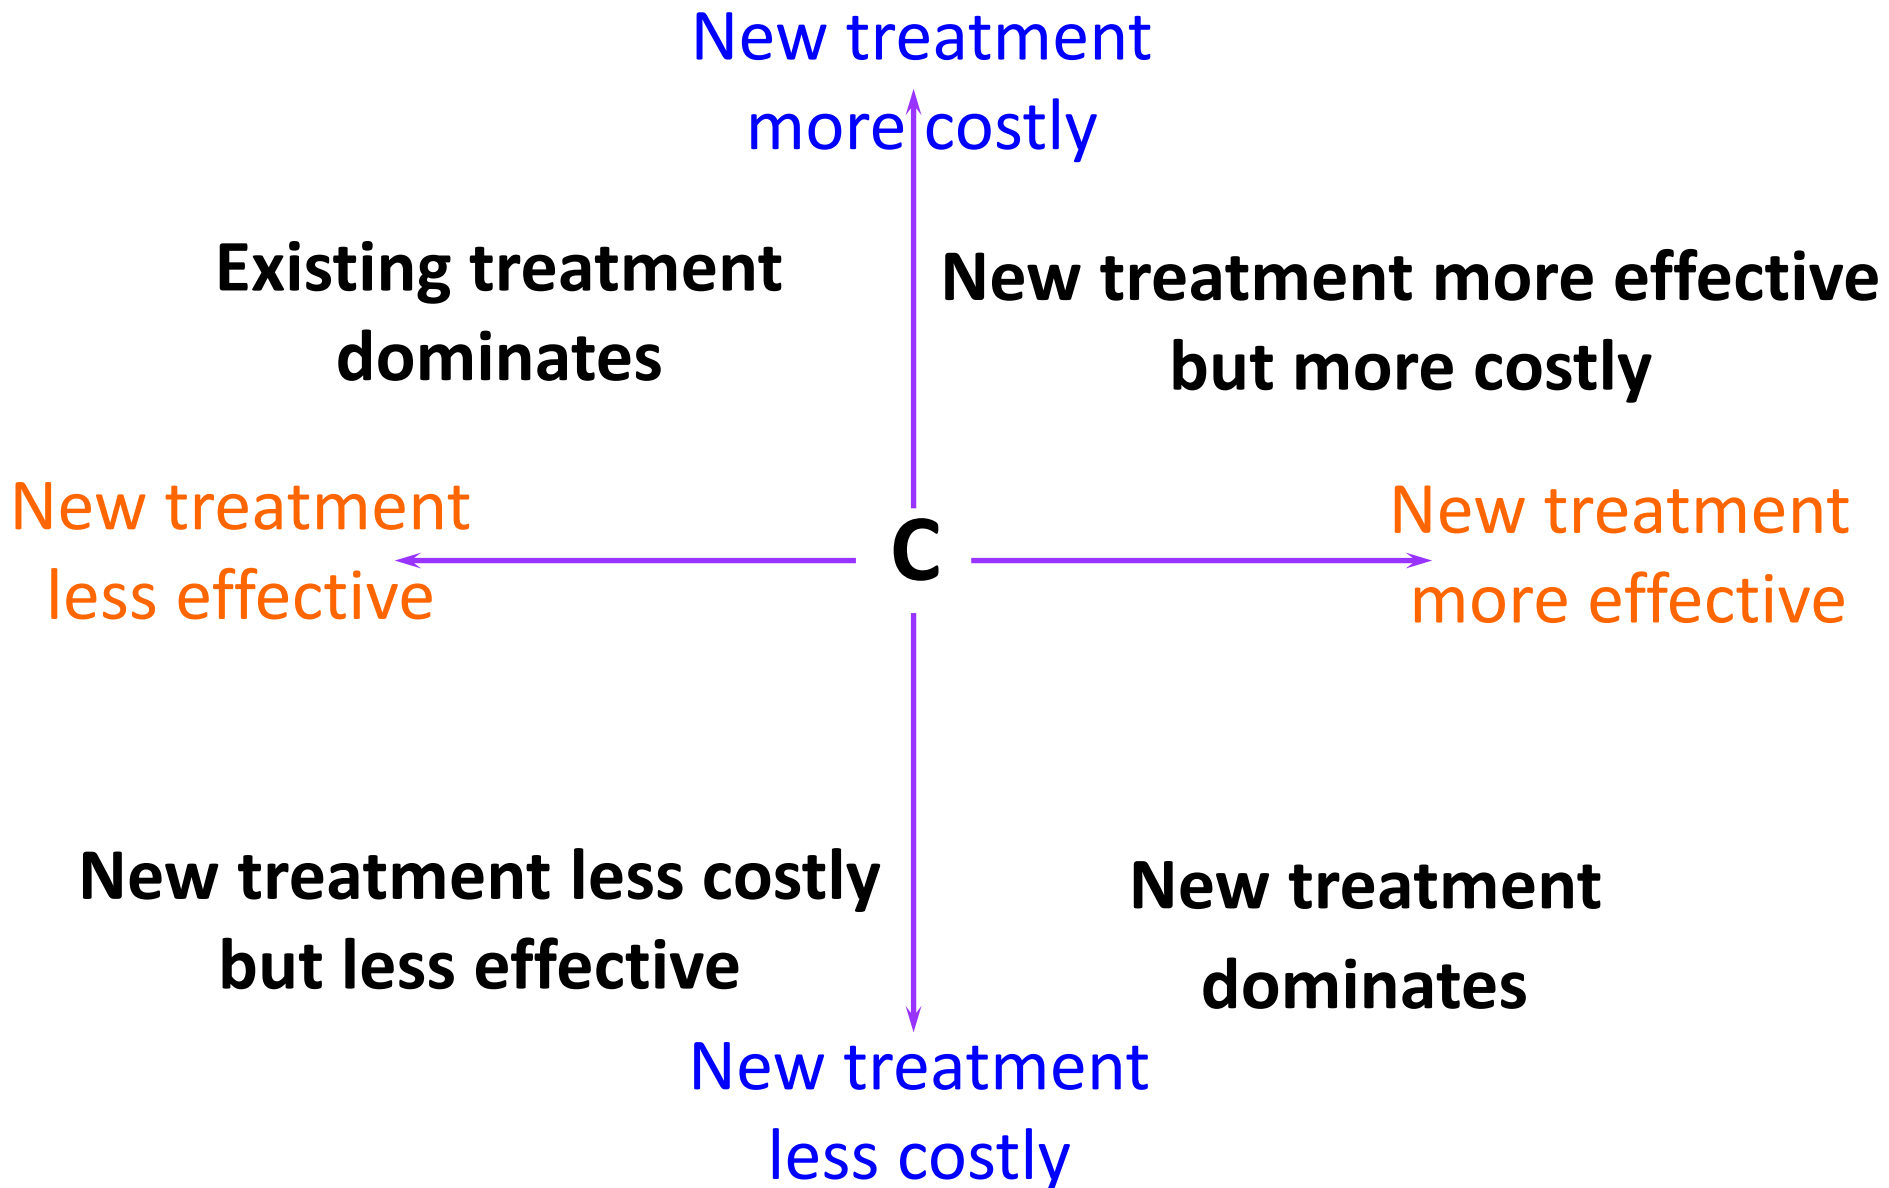 New treatment
more costly
Existing treatment
dominates
New treatment more effective
but more costly
New treatment
less effective
C
New treatment
more effective
New treatment less costly
but less effective
New treatment
dominates
New treatment
less costly